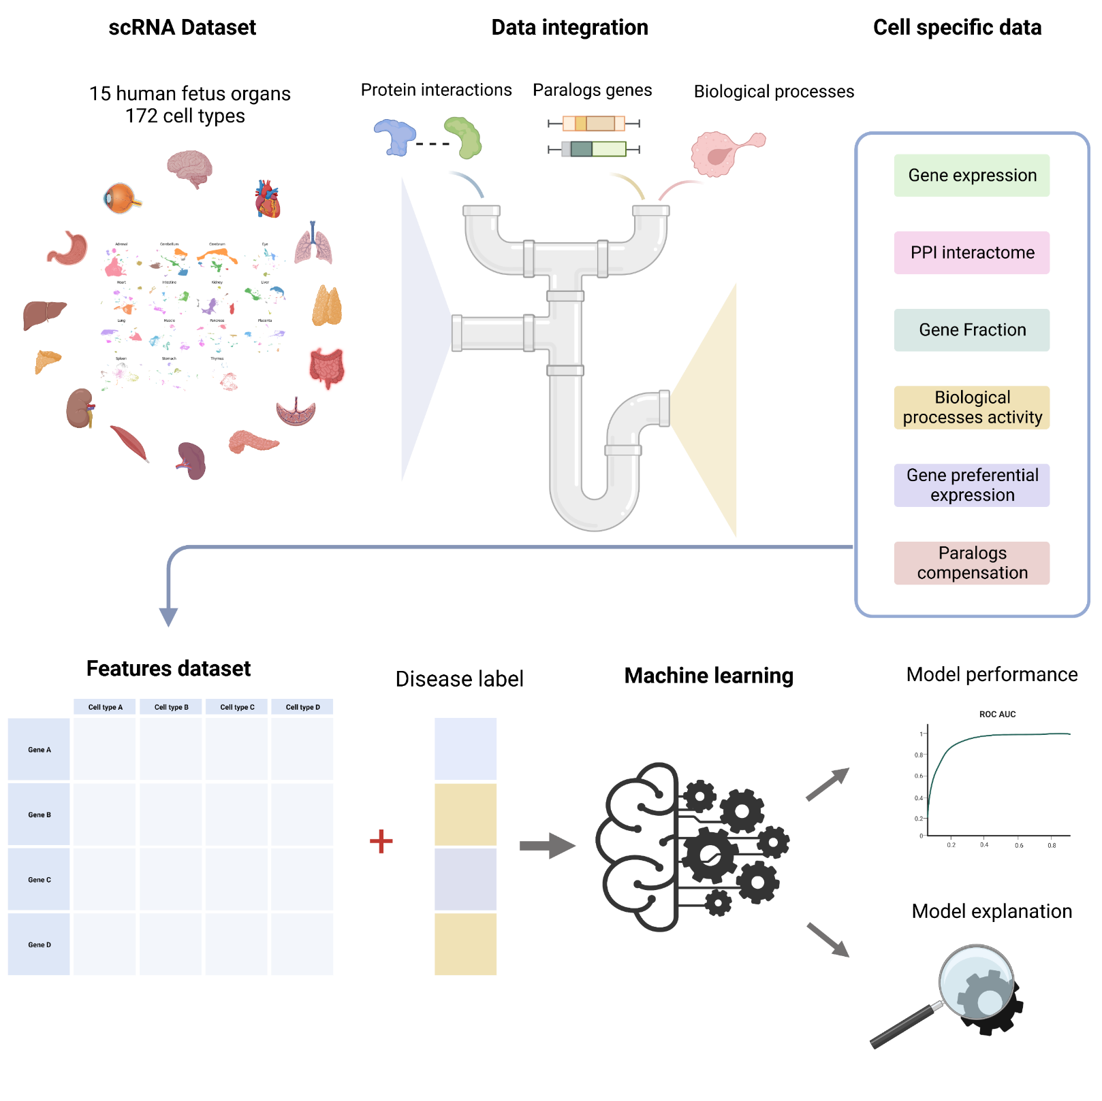 scRNA Dataset
Data integration
Cell specific data
15 human fetus organs
172 cell types
Protein interactions
Paralogs genes
Biological processes
Adrenal
Cerebellum
Cerebrum
Eye
Heart
Intestine
Kidney
Liver
Lung
Muscle
Pancreas
Placenta
Spleen
Stomach
Thymus
Gene expression
PPI interactome
Gene Fraction
Biological
processes activity
Gene preferential
expression
Paralogs
compensation
Features dataset
Cell type A
Cell type B
Cell type C
Cell type D
Gene A
Gene B
Gene C
Gene D
+
Disease label
Machine learning
Model performance
ROC AUC
1
0.8
0.6
0.4
0.2
0
0.2
0.4
0.6
0.8
Model explanation